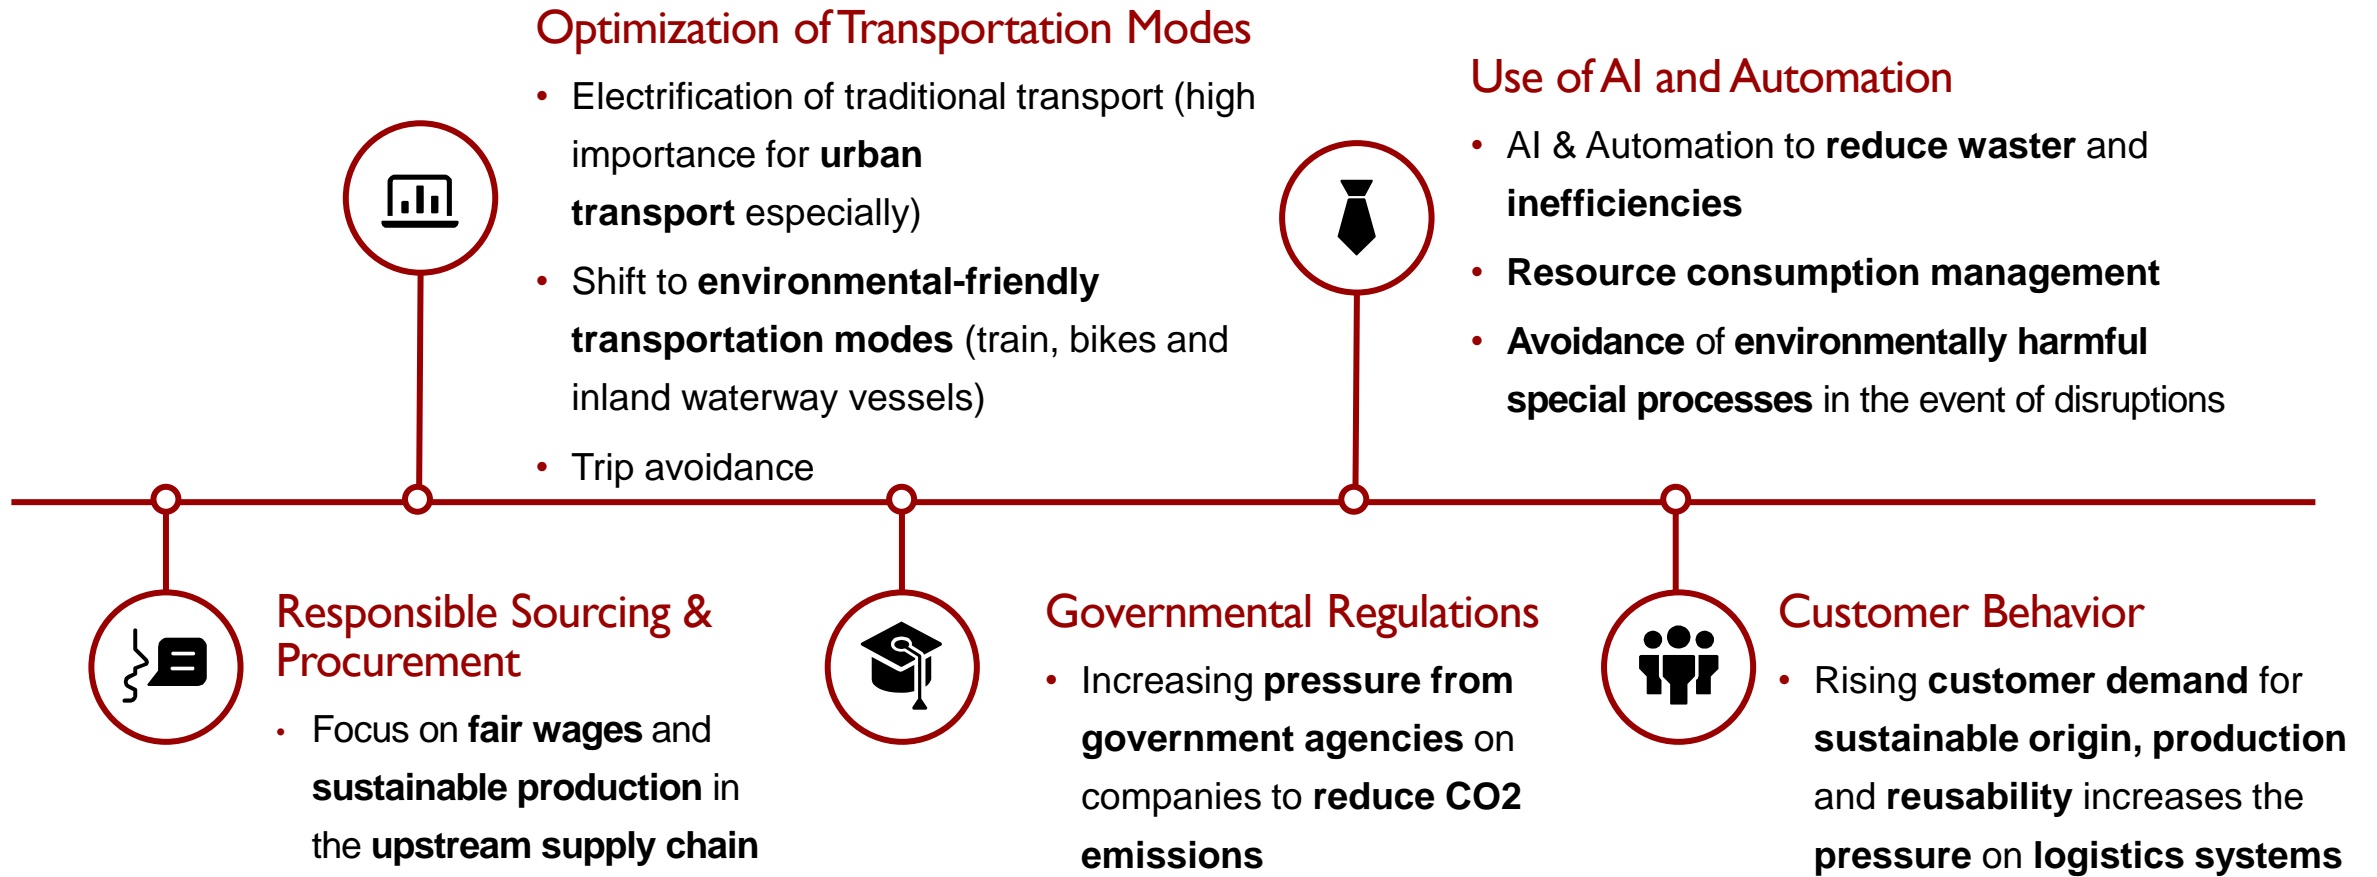 Optimization of Transportation Modes
• Electrification of traditional transport (high
importance for urban
transport especially)
• Shift to environmental-friendly
transportation modes (train, bikes and
inland waterway vessels)
• Trip avoidance
Use of AI and Automation
• AI & Automation to reduce waster and
inefficiencies
• Resource consumption management
• Avoidance of environmentally harmful
special processes in the event of disruptions
Responsible Sourcing &
Procurement
• Focus on fair wages and
sustainable production in
the upstream supply chain
Governmental Regulations
• Increasing pressure from
government agencies on
companies to reduce CO2
emissions
Customer Behavior
• Rising customer demand for
sustainable origin, production
and reusability increases the
pressure on logistics systems